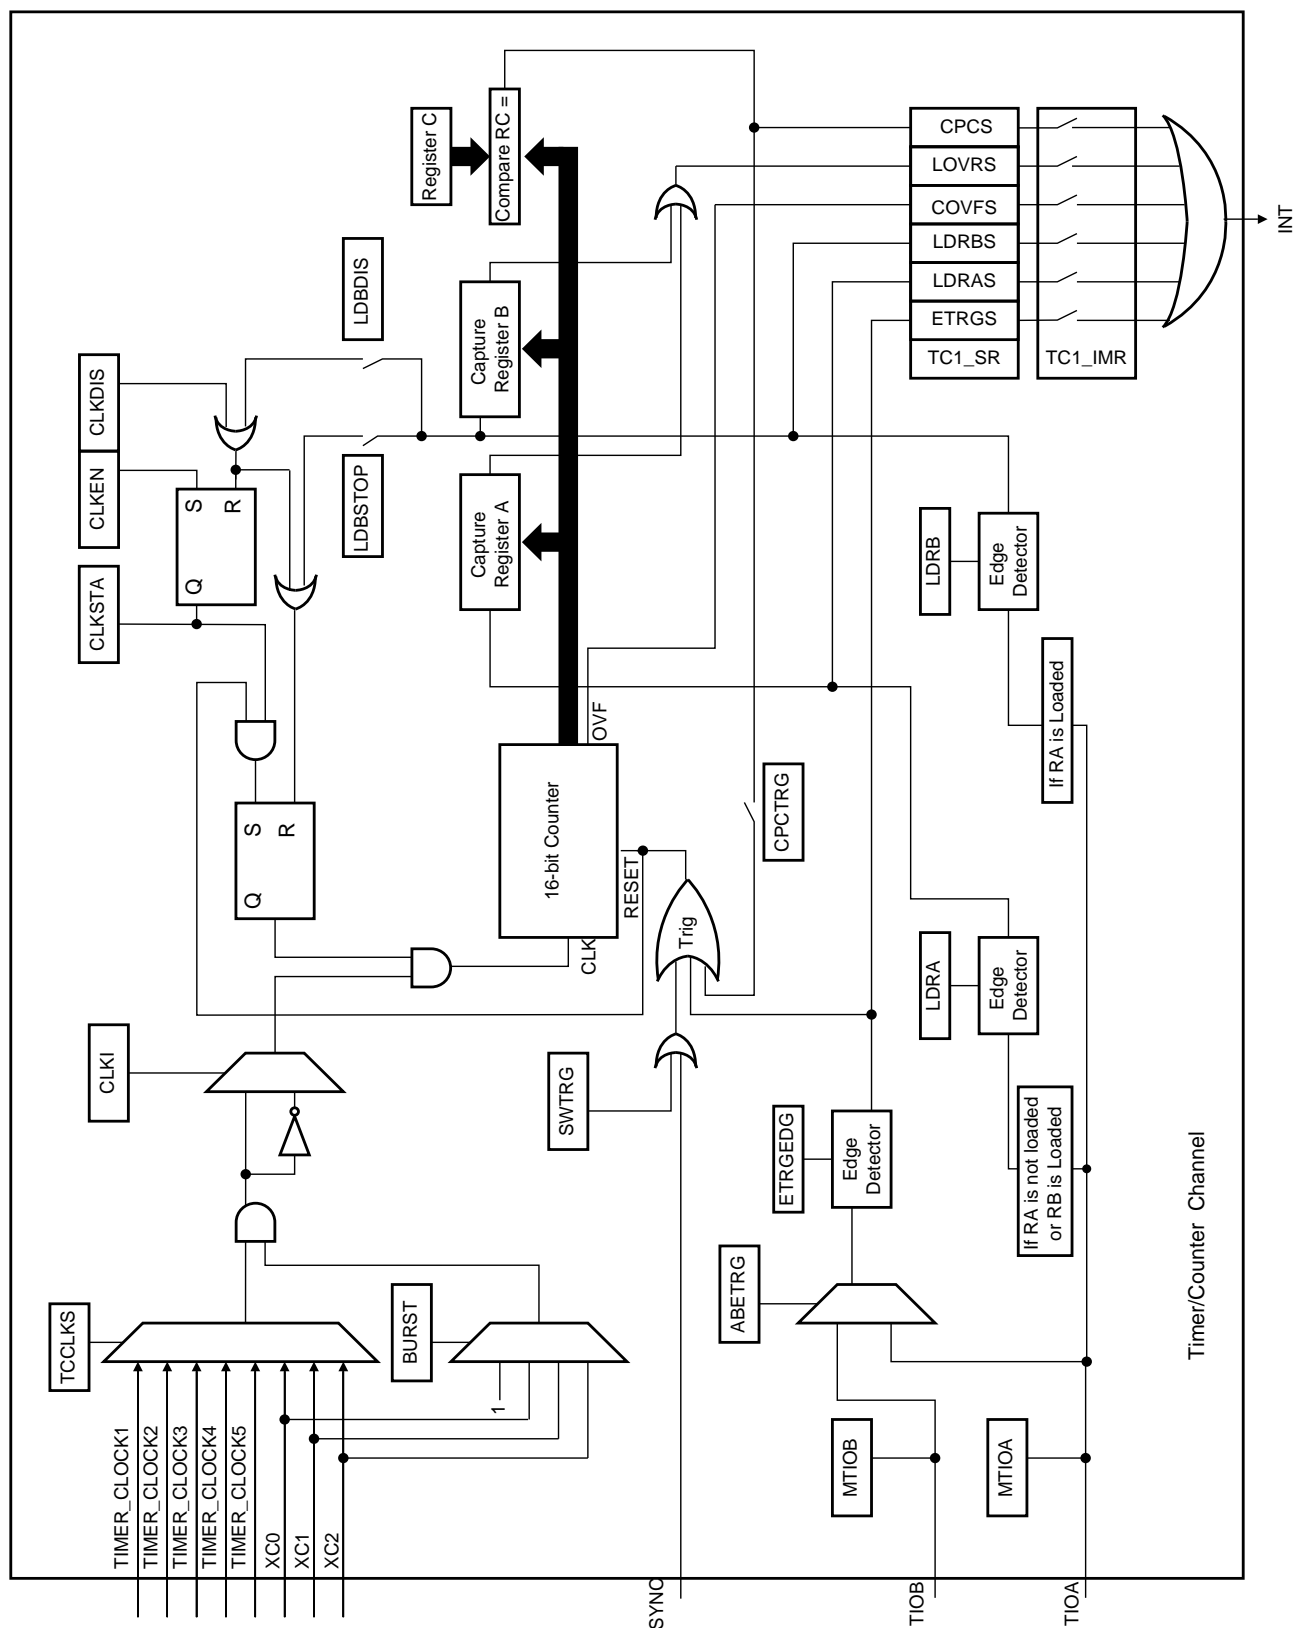 TCCLKS
TIMER_CLOCK1
TIMER_CLOCK2
TIMER_CLOCK3
TIMER_CLOCK4
TIMER_CLOCK5
XC0
XC1
XC2
BURST
1
CLKI
CLKSTA
CLKEN
CLKDIS
S
R
Q
S
R
Q
LDBSTOP
LDBDIS
Register C
Compare RC =
Capture
Register A
Capture
Register B
16-bit Counter
CLK
OVF
RESET
Trig
CPCTRG
SWTRG
SYNC
MTIOB
TIOB
MTIOA
TIOA
ABETRG
ETRGEDG
Edge
Detector
LDRA
Edge
Detector
If RA is not loaded
or RB is Loaded
LDRB
Edge
Detector
If RA is Loaded
CPCS
LOVRS
COVFS
LDRBS
LDRAS
ETRGS
TC1_SR
TC1_IMR
INT
Timer/Counter Channel